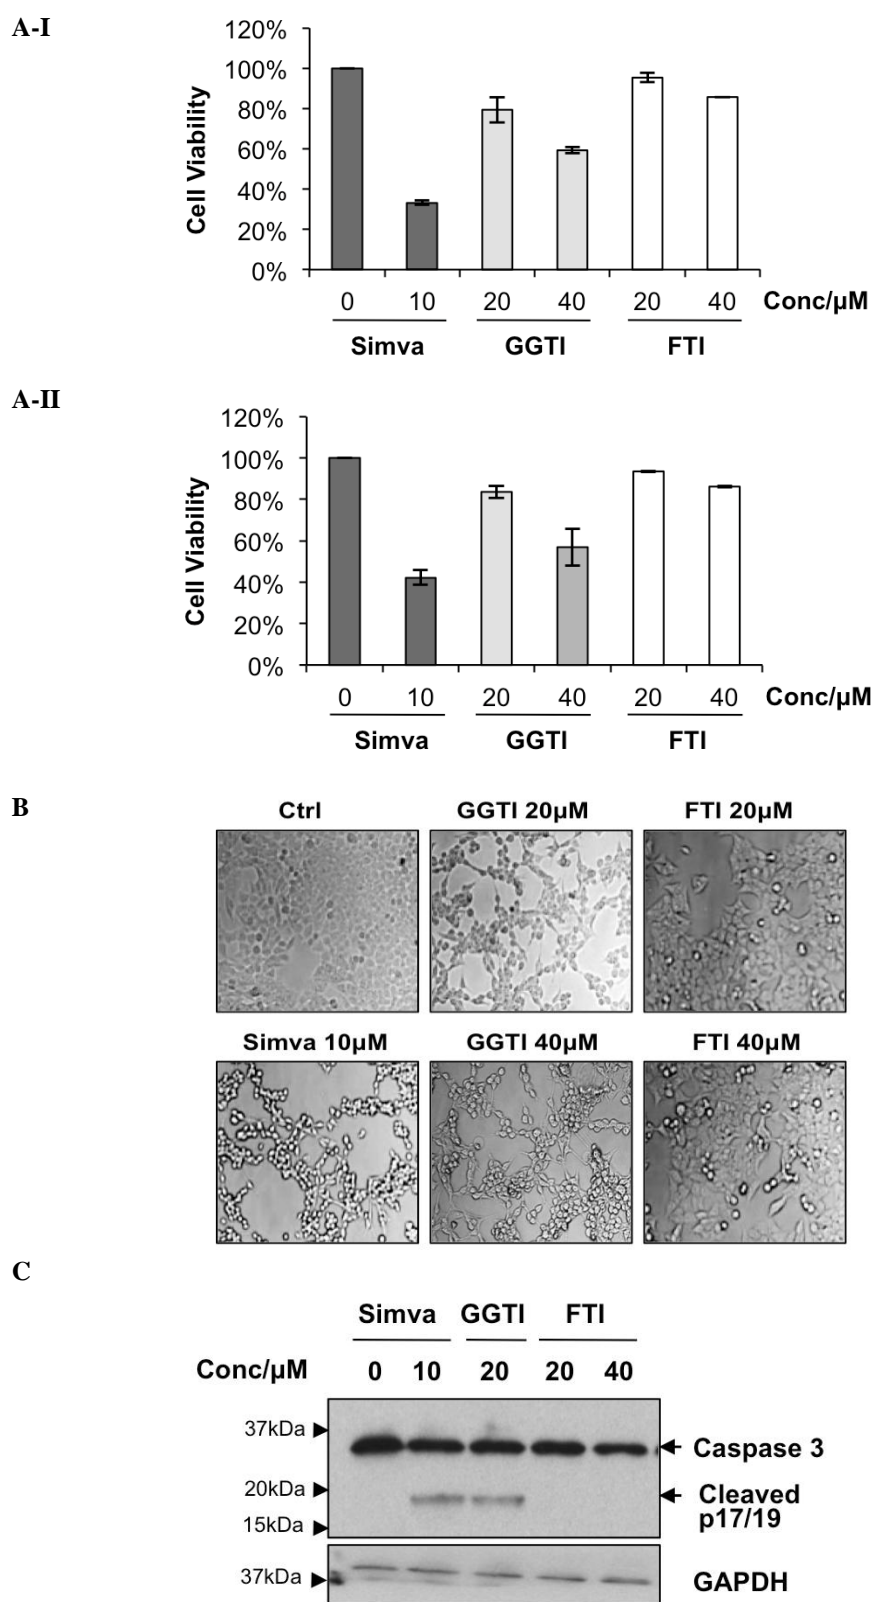 A-I
120%
100%
80%
60%
40%
20%
0%
Cell Viability
0 10 20 40 20 40 Conc/µM
Simva GGTI FTI
A-II
120%
100%
80%
60%
40%
20%
0%
Cell Viability
0 10 20 40 20 40 Conc/µM
Simva GGTI FTI
B
Ctrl GGTI 20µM FTI 20µM
Simva 10µM GGTI 40µM FTI 40µM
C
Simva GGTI FTI
Conc/µM 0 10 20 20 40
37kDa
Caspase 3
20kDa
Cleaved
p17/19
15kDa
37kDa
GAPDH